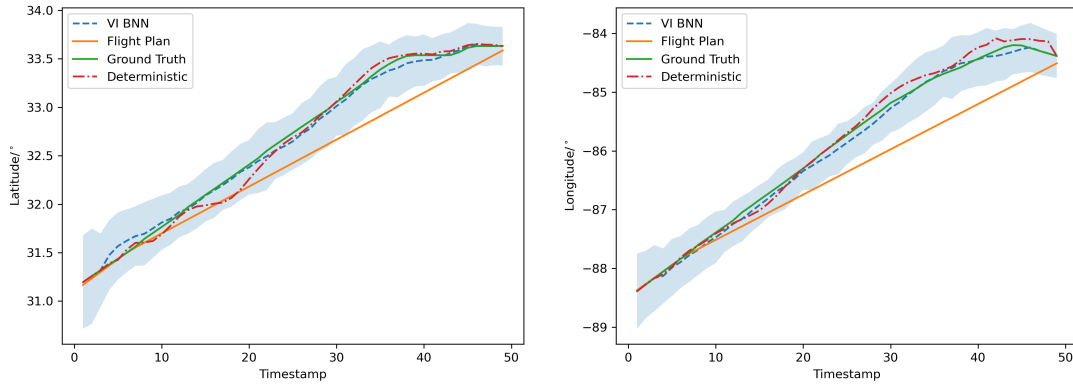 VI BNN
Flight Plan
Ground Truth
Deterministic
34.0
33.5
33.0
32.5
32.0
31.5
31.0
Latitude/°
0
10
20
30
40
50
Timestamp
VI BNN
Flight Plan
Ground Truth
Deterministic
−84
−85
−86
−87
−88
−89
Longitude/°
0
10
20
30
40
50
Timestamp